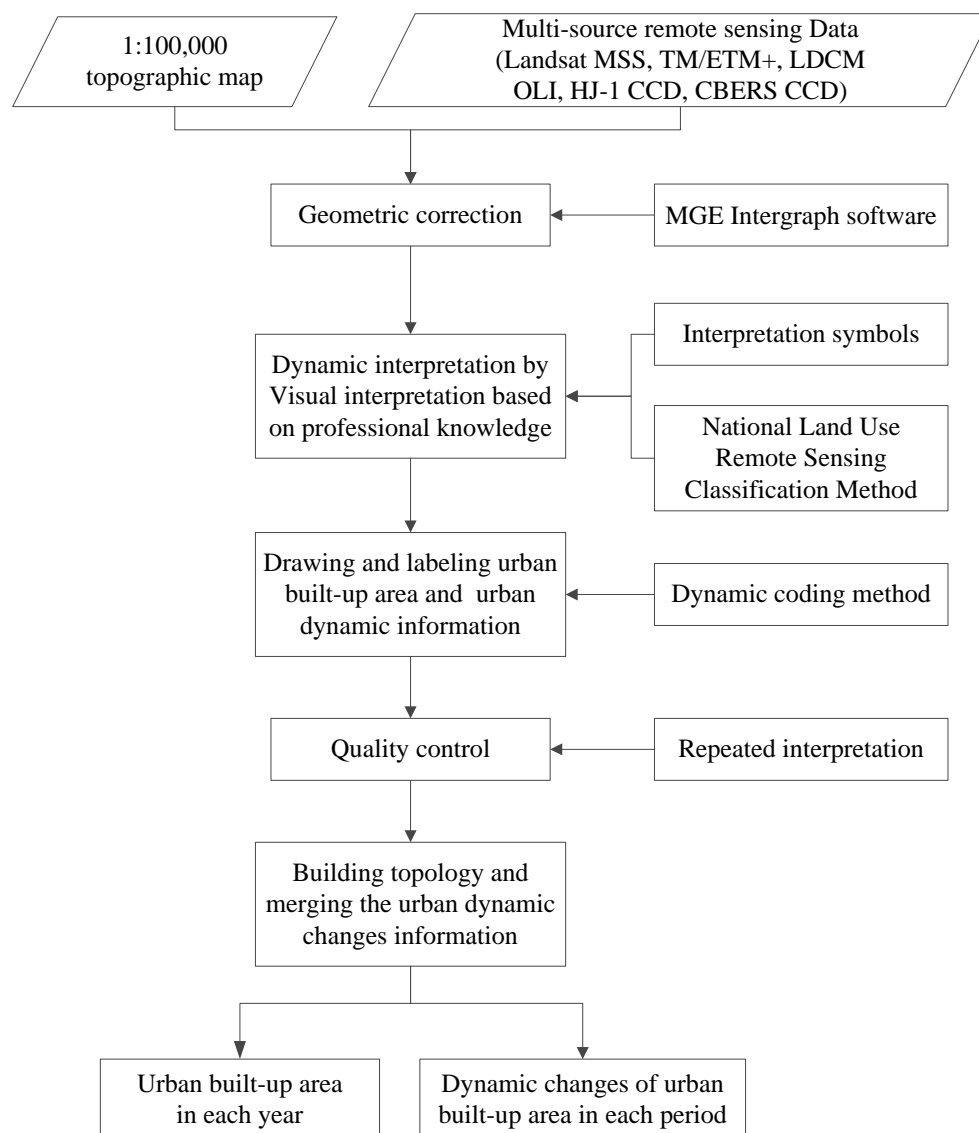 1:100,000
topographic map
Multi-source remote sensing Data
(Landsat MSS, TM/ETM+, LDCM
OLI, HJ-1 CCD, CBERS CCD)
Geometric correction
MGE Intergraph software
Dynamic interpretation by
Visual interpretation based
on professional knowledge
Interpretation symbols
National Land Use
Remote Sensing
Classification Method
Drawing and labeling urban
built-up area and urban
dynamic information
Dynamic coding method
Quality control
Repeated interpretation
Building topology and
merging the urban dynamic
changes information
Urban built-up area
in each year
Dynamic changes of urban
built-up area in each period